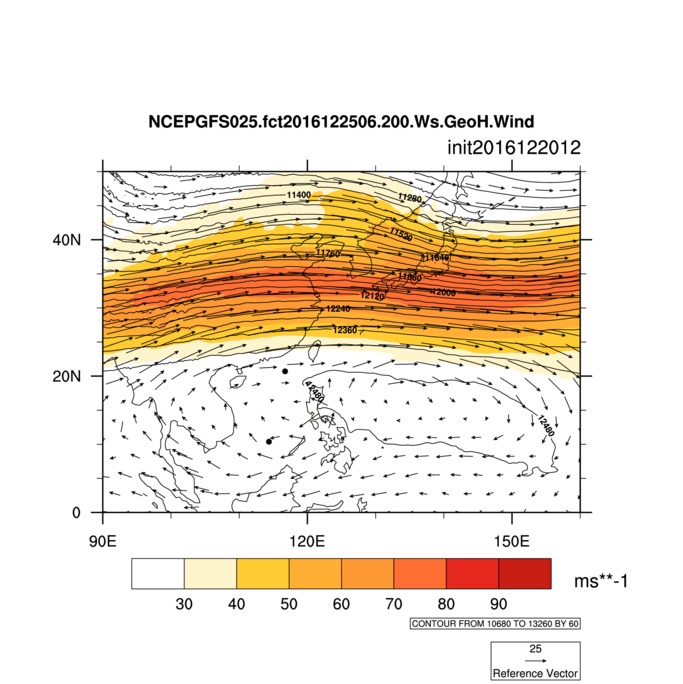 NCEPGFS025.fct2016122506.200.Ws.GeoH.Wind
init2016122012
11400
11280
40N
11520
11760
11640
11880
12120
12000
12240
12360
20N
12480
12480
0
90E 120E 150E
30 40 50 60 70 80 90
ms**-1
CONTOUR FROM 10680 TO 13260 BY 60
25
Reference Vector